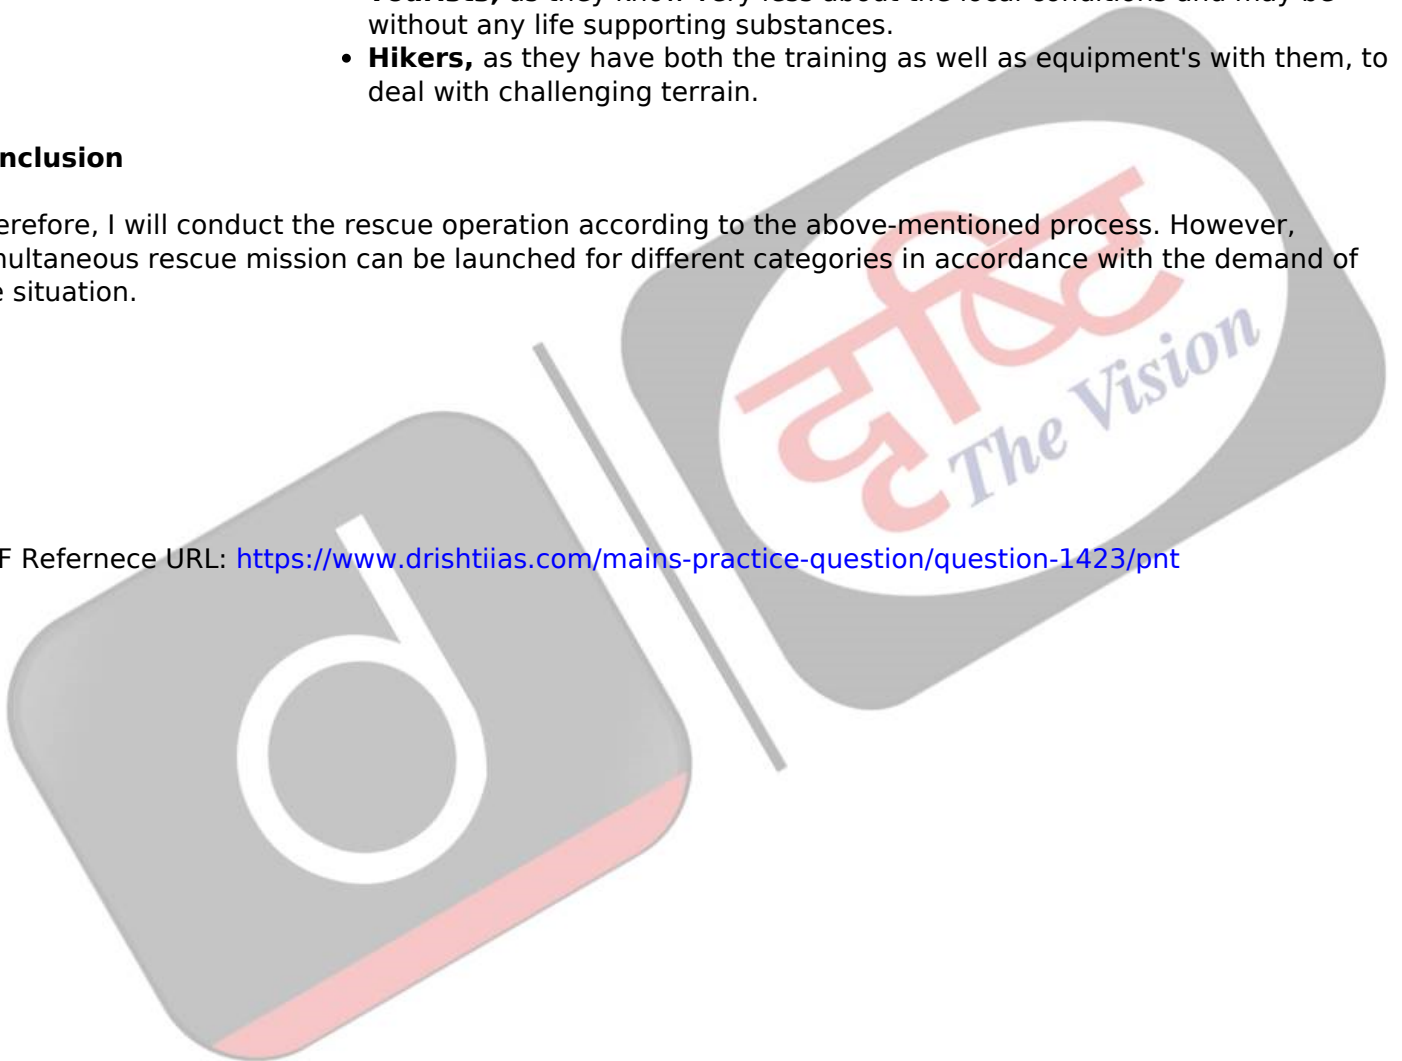 without any life supporting substances.
• Hikers, as they have both the training as well as equipment's with them, to
deal with challenging terrain.
nclusion
erefore, I will conduct the rescue operation according to the above-mentioned process. However,
multaneous rescue mission can be launched for different categories in accordance with the demand of
e situation.
दृष्टि
The Vision
d
F Refernece URL: https://www.drishtiias.com/mains-practice-question/question-1423/pnt